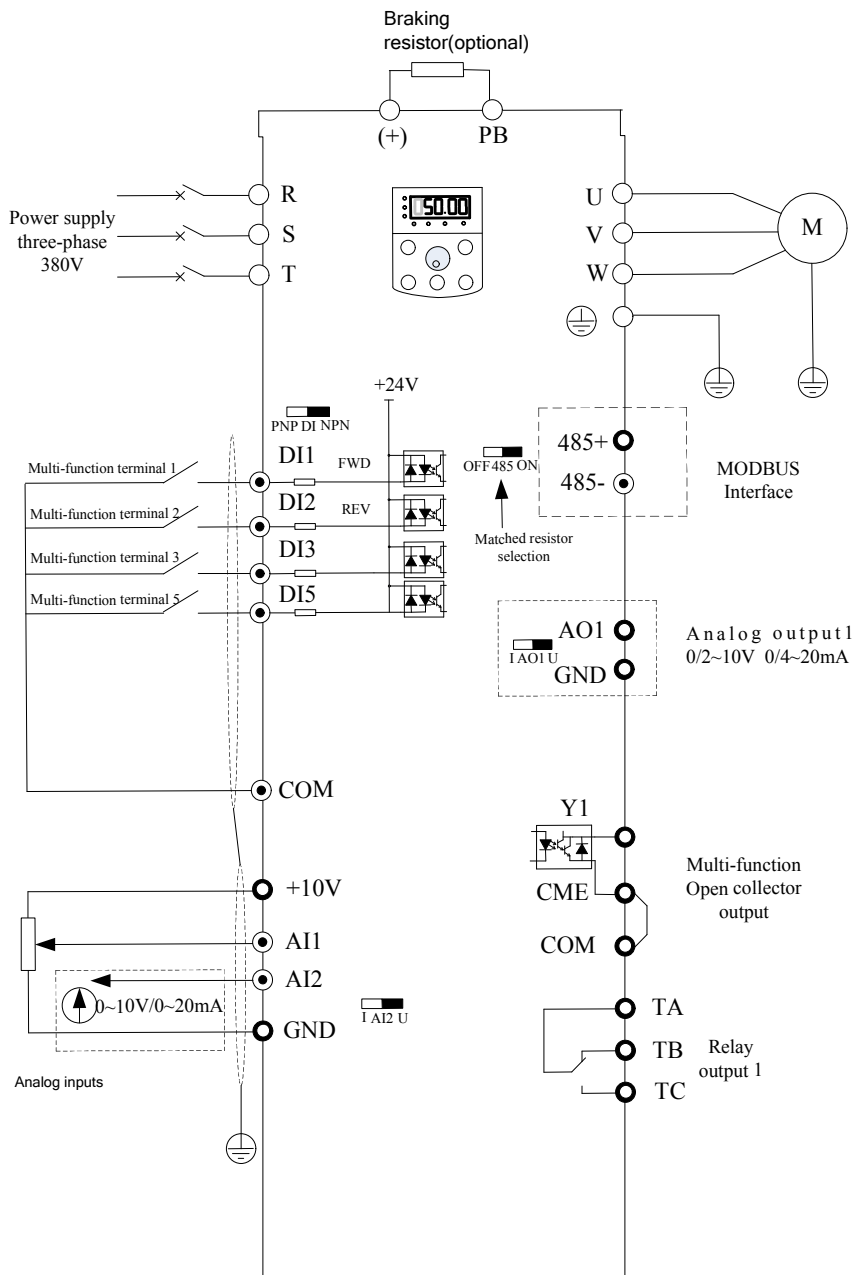 Braking
resistor(optional)
(+)
PB
R
S
T
Power supply
three-phase
380V
50.00
U
V
W
M
+24V
PNP DI NPN
DI1
FWD
Multi-function terminal 1
DI2
REV
Multi-function terminal 2
DI3
Multi-function terminal 3
DI5
Multi-function terminal 5
OFF 485 ON
Matched resistor
selection
485+
485-
MODBUS
Interface
AO1
I AO1 U
GND
Analog output1
0/2~10V 0/4~20mA
COM
Y1
CME
COM
Multi-function
Open collector
output
+10V
AI1
AI2
0~10V/0~20mA
I AI2 U
GND
Analog inputs
TA
TB
TC
Relay
output 1